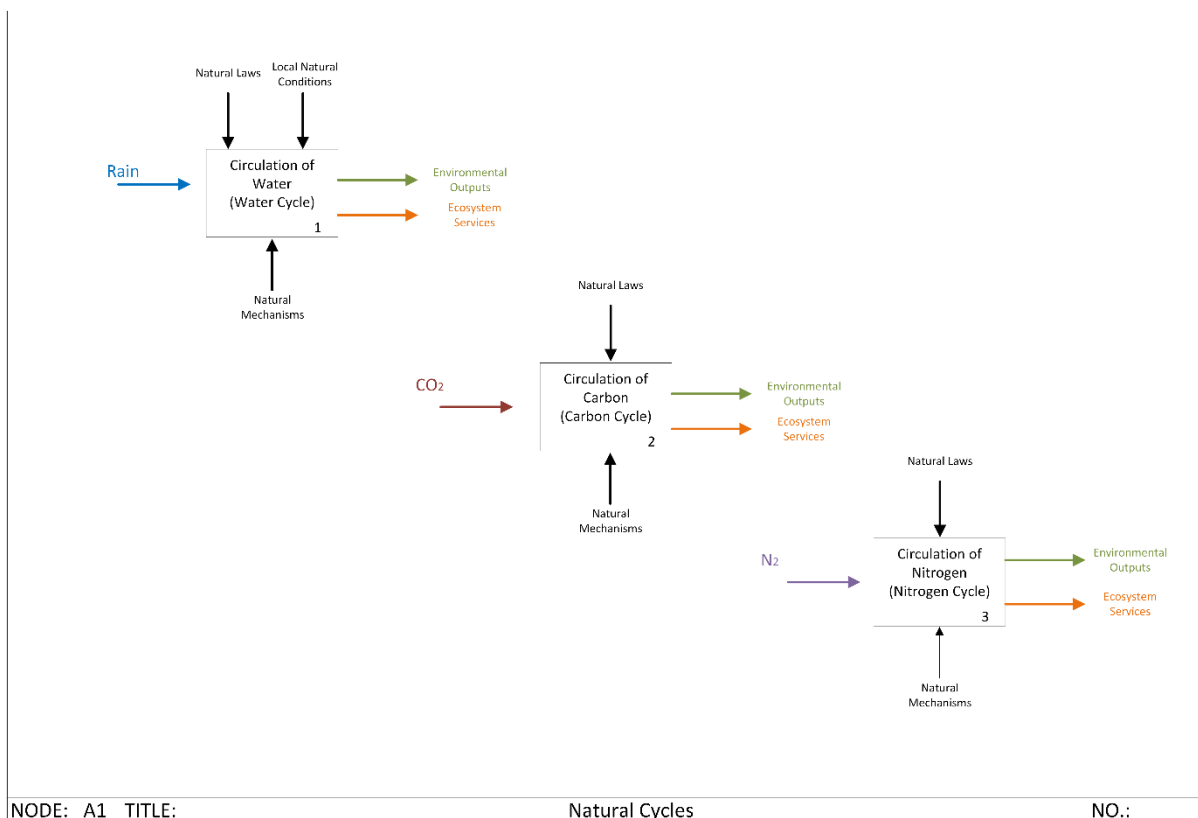 Natural Laws
Local Natural
Conditions
Rain
Circulation of
Water
(Water Cycle)
1
Environmental
Outputs
Ecosystem
Services
Natural
Mechanisms
Natural Laws
CO2
Circulation of
Carbon
(Carbon Cycle)
2
Environmental
Outputs
Ecosystem
Services
Natural
Mechanisms
Natural Laws
N2
Circulation of
Nitrogen
(Nitrogen Cycle)
3
Environmental
Outputs
Ecosystem
Services
Natural
Mechanisms
NODE: A1 TITLE: Natural Cycles NO.: